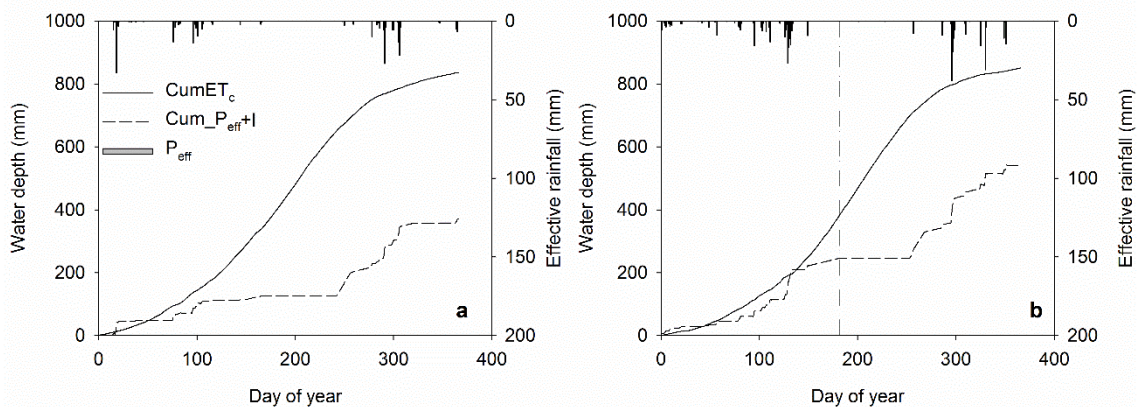 1000
800
600
400
200
0
Water depth (mm)
0
50
100
150
200
Effective rainfall (mm)
CumETc
Cum_Peff+I
Peff
a
0 100 200 300 400
Day of year
1000
800
600
400
200
0
Water depth (mm)
0
50
100
150
200
Effective rainfall (mm)
b
0 100 200 300 400
Day of year